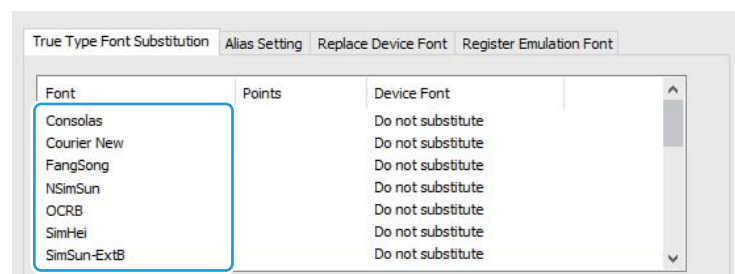 True Type Font Substitution Alias Setting Replace Device Font Register Emulation Font
Font Points Device Font
Consolas Do not substitute
Courier New Do not substitute
FangSong Do not substitute
NSimSun Do not substitute
OCRB Do not substitute
SimHei Do not substitute
SimSun-ExtB Do not substitute